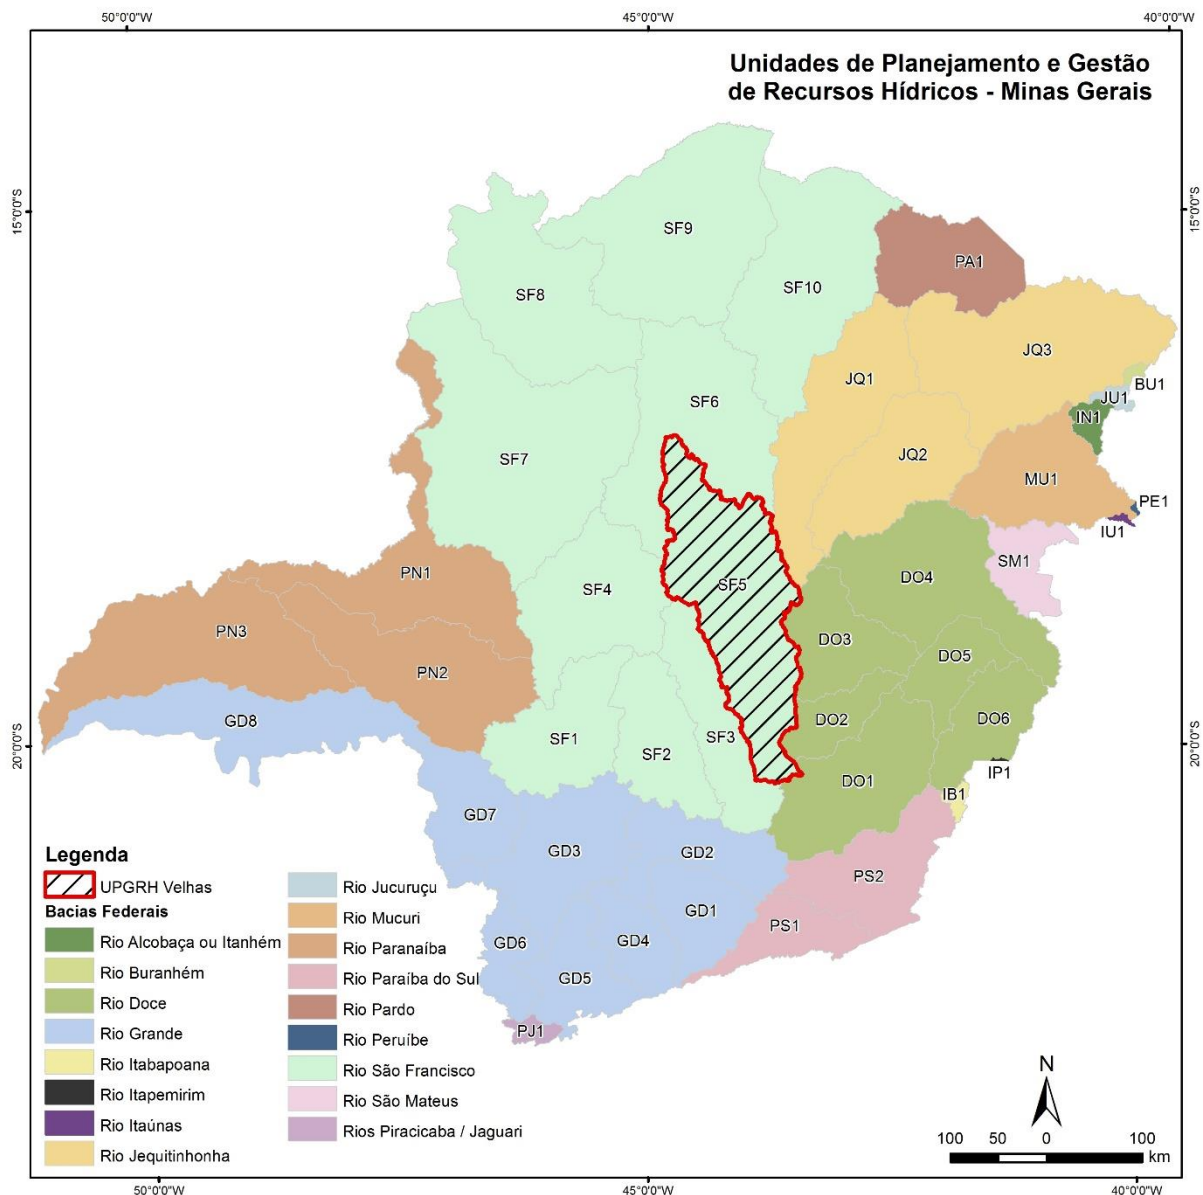 50°0'0"W 45°0'0"W 40°0'0"W
Unidades de Planejamento e Gestão
de Recursos Hídricos - Minas Gerais
15°0'0"S 15°0'0"S
SF9
PA1
SF8 SF10
JQ3
JQ1
BU1
JU1
SF6
IN1
SF7 JQ2
MU1
PE1
IU1
SM1
PN1 DO4
SF4 SF5
PN3 DO3
DO5
PN2
GD8 DO2 DO6
20°0'0"S SF1 SF2 SF3 20°0'0"S
IP1
DO1 IB1
GD7
GD3 GD2
PS2
GD1
PS1
GD6 GD4
GD5
PJ1
Legenda
UPGRH Velhas
Bacias Federais
Rio Alcobaça ou Itanhém
Rio Buranhém
Rio Doce
Rio Grande
Rio Itabapoana
Rio Itapemirim
Rio Itaúnas
Rio Jequitinhonha
Rio Jucuruçu
Rio Mucuri
Rio Paranaíba
Rio Paraíba do Sul
Rio Pardo
Rio Peruíbe
Rio São Francisco
Rio São Mateus
Rios Piracicaba / Jaguari
N
100 50 0 100
km
50°0'0"W 45°0'0"W 40°0'0"W